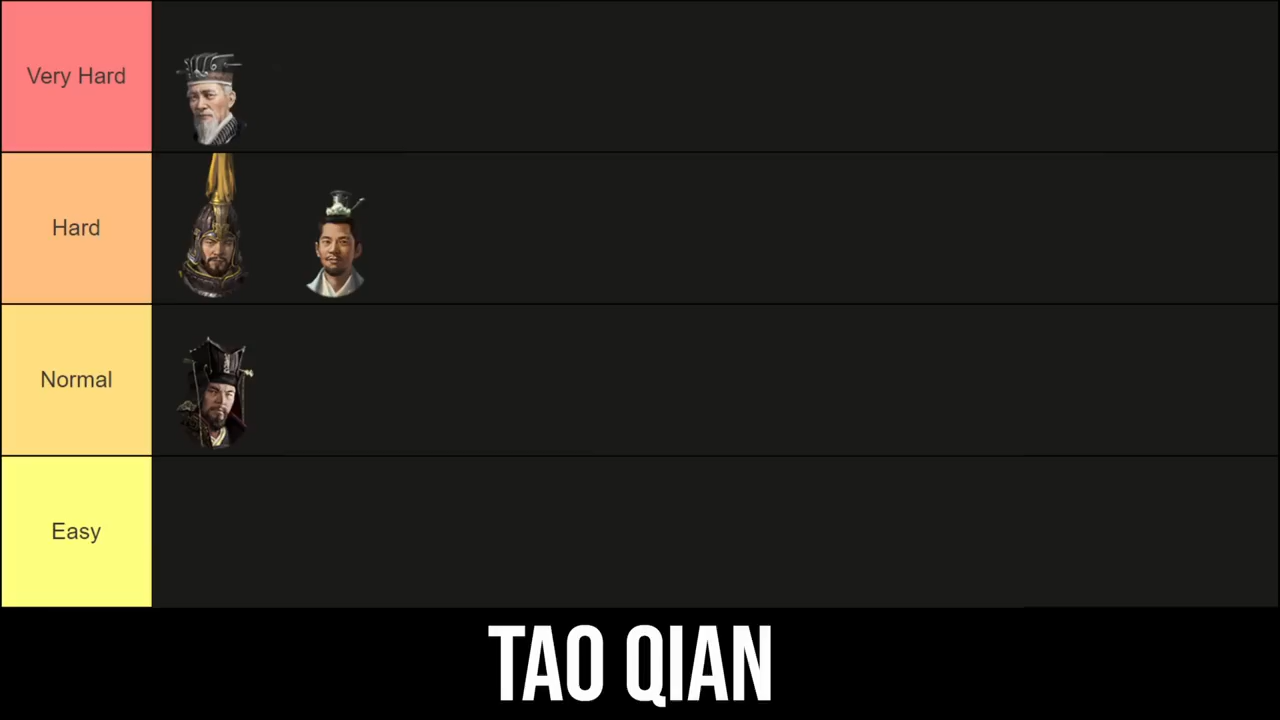 Very Hard
Hard
Normal
Easy
TAO QIAN